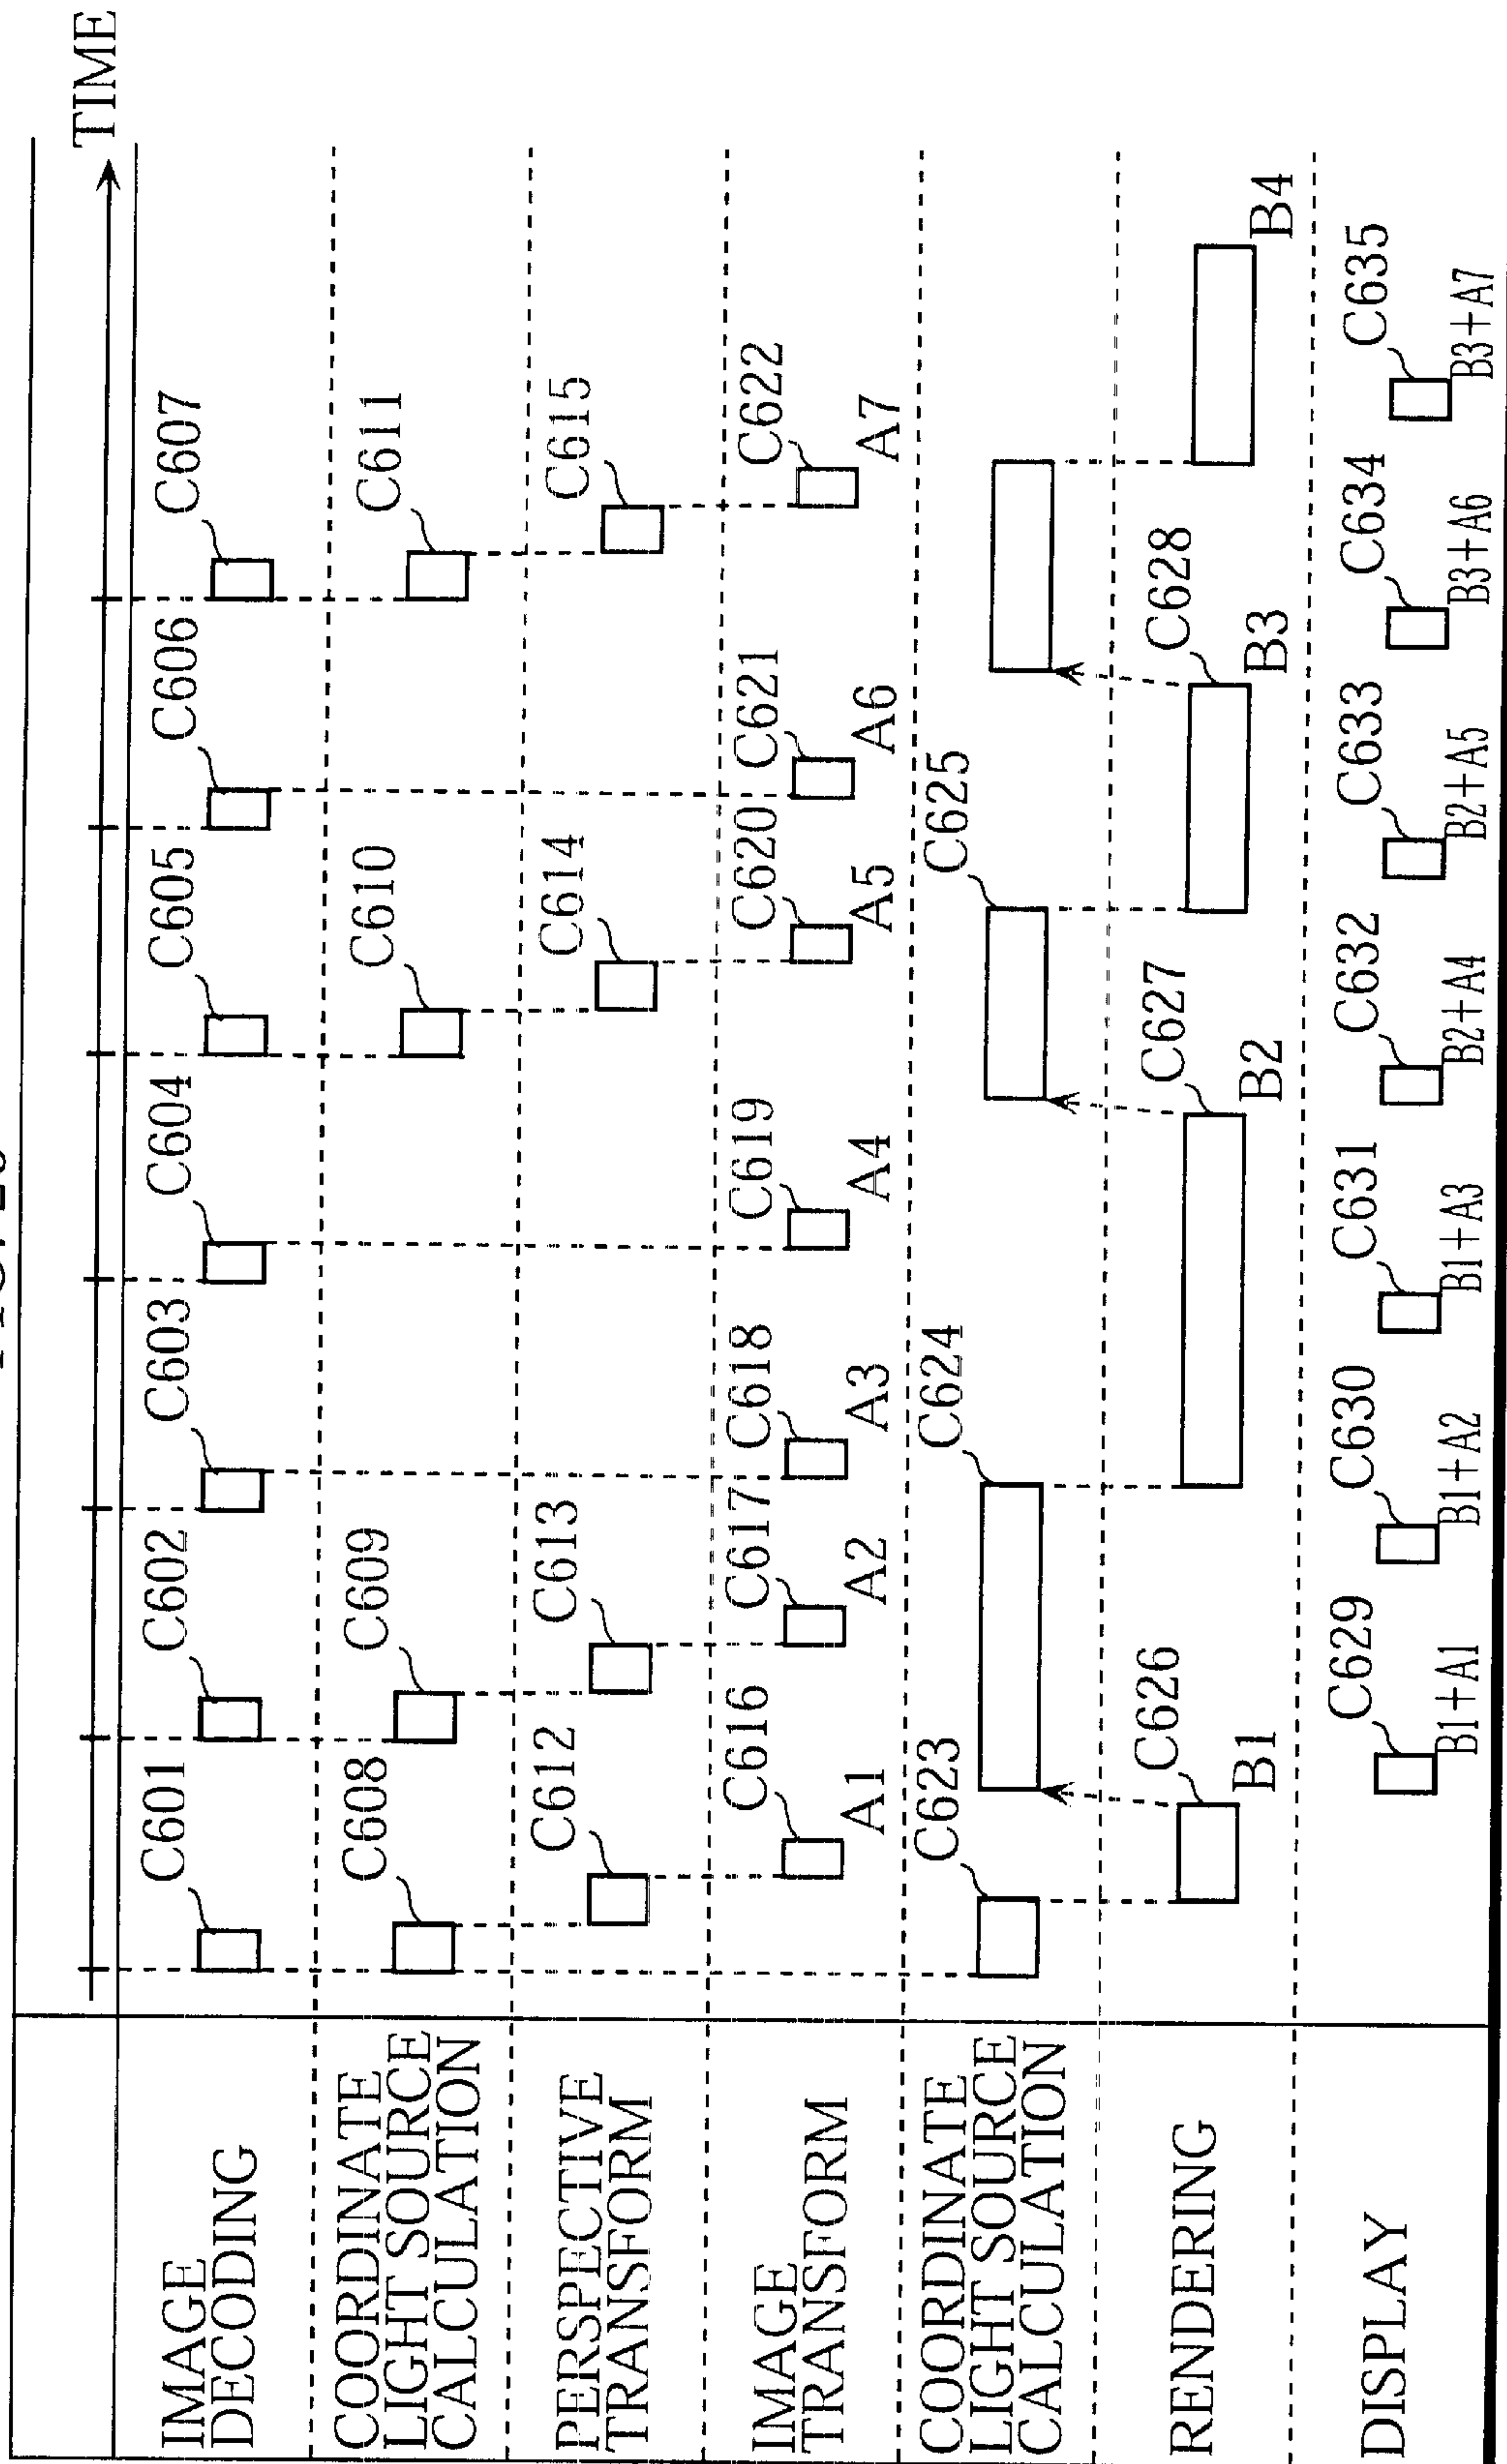 TIME
IMAGE
DECODING
C601
C602
C603
C604
C605
C606
C607
COORDINATE
LIGHT SOURCE
CALCULATION
C608
C609
C610
C611
PERSPECTIVE
TRANSFORM
C612
C613
C614
C615
IMAGE
TRANSFORM
C616
C617
C618
C619
C620
C621
C622
A1
A2
A3
A4
A5
A6
A7
COORDINATE
LIGHT SOURCE
CALCULATION
C623
C624
C625
RENDERING
C626
C627
C628
B1
B2
B3
B4
DISPLAY
C629
C630
C631
C632
C633
C634
C635
B1+A1
B1+A2
B1+A3
B2+A4
B2+A5
B3+A6
B3+A7